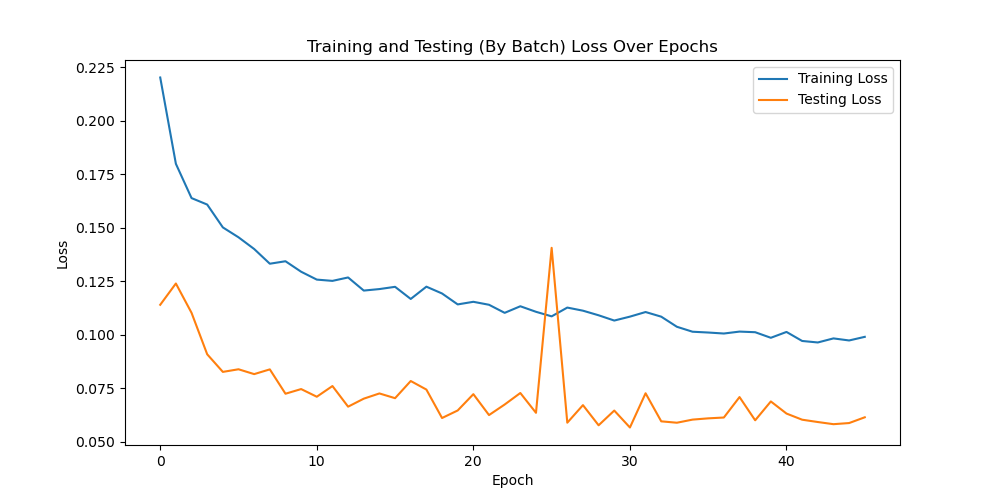 Training and Testing (By Batch) Loss Over Epochs
Training Loss
Testing Loss
Loss
0.225
0.200
0.175
0.150
0.125
0.100
0.075
0.050
0 10 20 30 40
Epoch